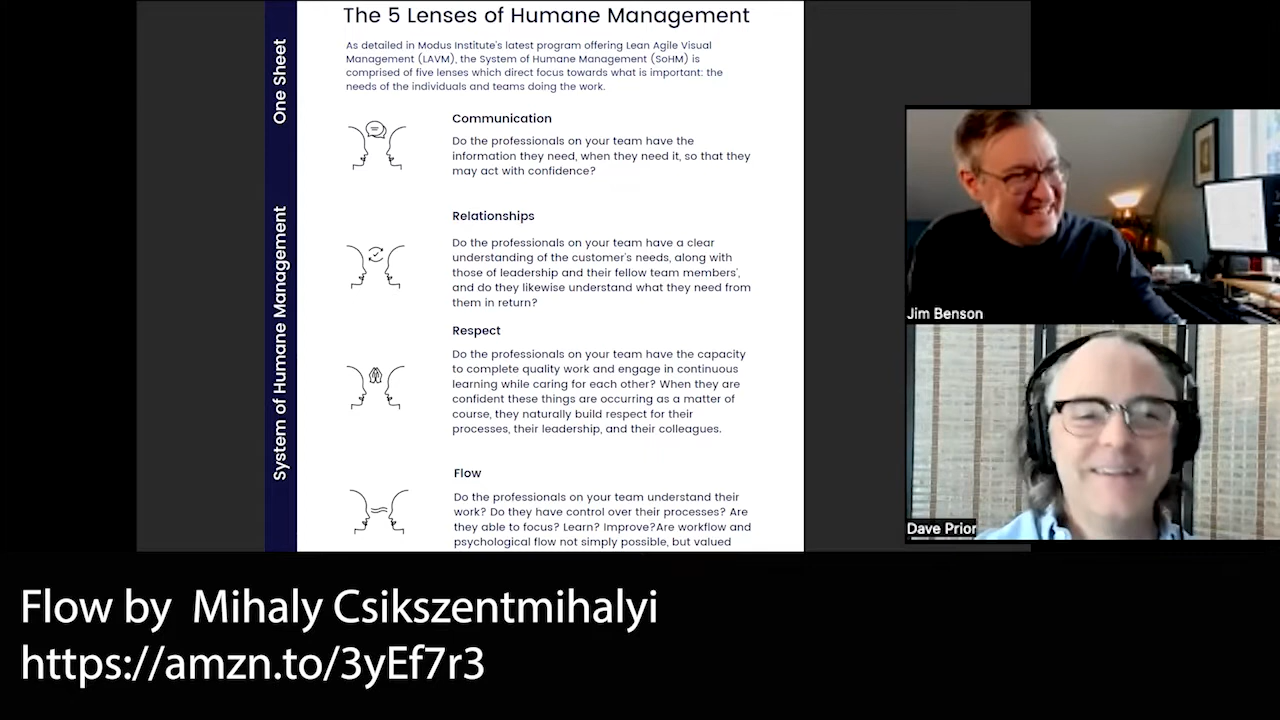 The 5 Lenses of Humane Management
One Sheet
System of Humane Management
As detailed in Modus Institute's latest program offering Lean Agile Visual
Management (LAVM), the System of Humane Management (SoHM) is
comprised of five lenses which direct focus towards what is important: the
needs of the individuals and teams doing the work.
Communication
Do the professionals on your team have the
information they need, when they need it, so that they
may act with confidence?
Relationships
Do the professionals on your team have a clear
understanding of the customer's needs, along with
those of leadership and their fellow team members',
and do they likewise understand what they need from
them in return?
Respect
Do the professionals on your team have the capacity
to complete quality work and engage in continuous
learning while caring for each other? When they are
confident these things are occurring as a matter of
course, they naturally build respect for their
processes, their leadership, and their colleagues.
Flow
Do the professionals on your team understand their
work? Do they have control over their processes? Are
they able to focus? Learn? Improve?Are workflow and
psychological flow not simply possible, but valued
Jim Benson
Dave Prior
Flow by Mihaly Csikszentmihalyi
https://amzn.to/3yEf7r3